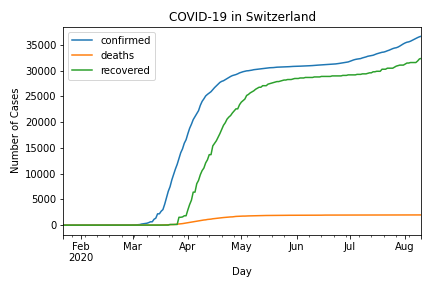 COVID-19 in Switzerland
confirmed
deaths
recovered
35000
30000
25000
20000
15000
10000
5000
0
Number of Cases
Feb Mar Apr May Jun Jul Aug
2020
Day